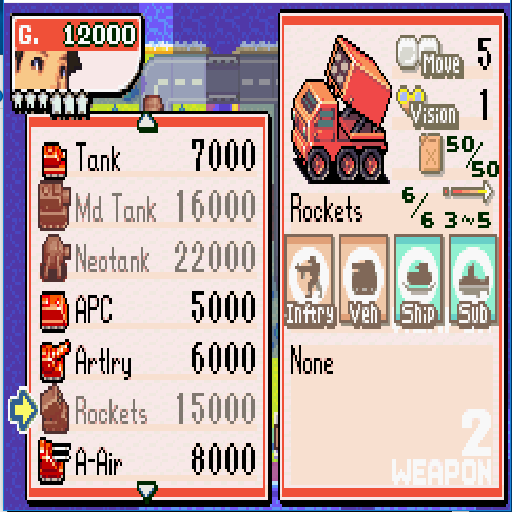 G. 12000
Tank 7000
Md Tank 16000
Neotank 22000
APC 5000
Artlry 6000
Rockets 15000
A-Air 8000
Move 5
Vision 1
50/50
6/6 3~5
Rockets
Inftry Veh Ship Sub
None
2
WEAPON